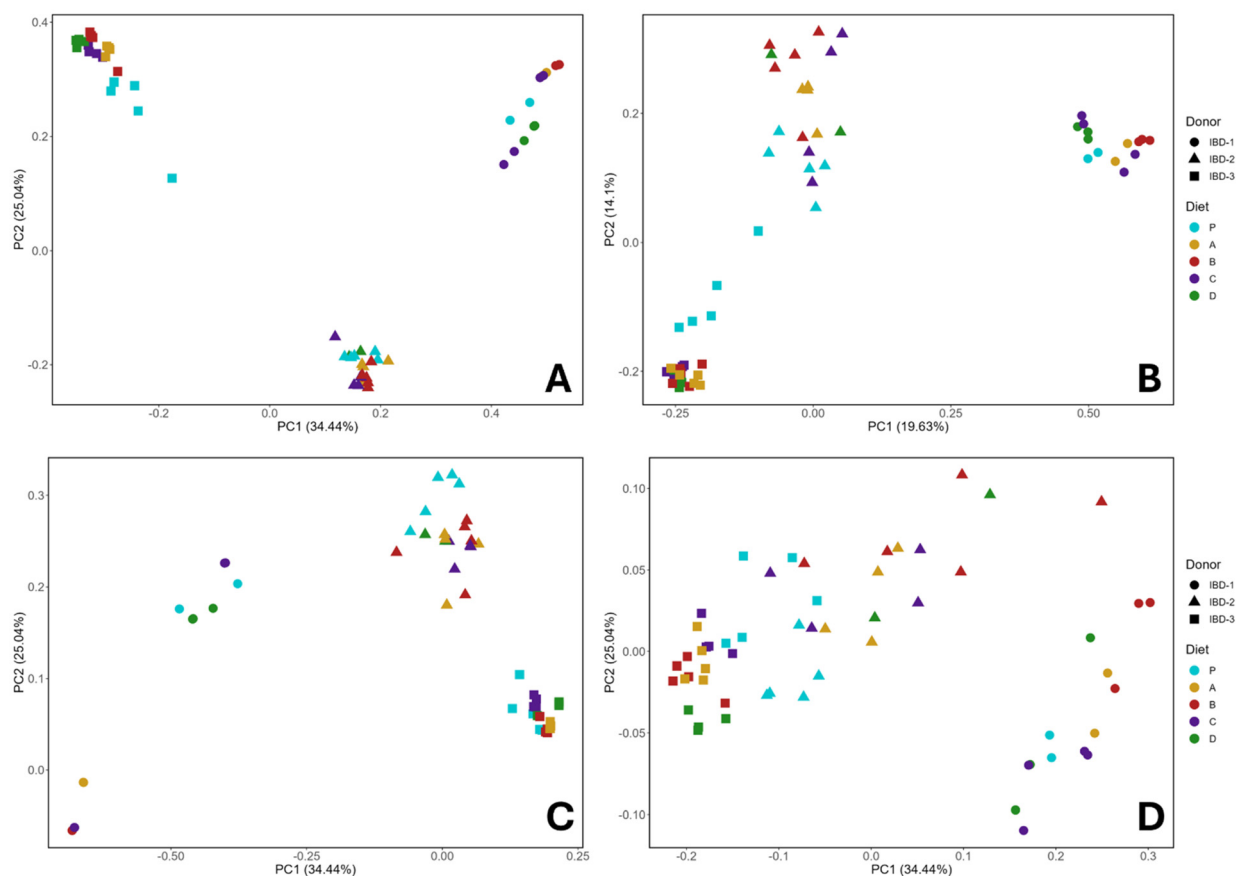 0.4
0.2
0.0
-0.2
PC2 (25.04%)
-0.2
0.0
0.2
0.4
PC1 (34.44%)
A
0.2
0.0
-0.2
PC2 (14.1%)
-0.25
0.00
0.25
0.50
PC1 (19.63%)
B
Donor
IBD-1
IBD-2
IBD-3
Diet
P
A
B
C
D
0.3
0.2
0.1
0.0
PC2 (25.04%)
-0.50
-0.25
0.00
0.25
PC1 (34.44%)
C
0.10
0.05
0.00
-0.05
-0.10
PC2 (25.04%)
-0.2
-0.1
0.0
0.1
0.2
0.3
PC1 (34.44%)
D
Donor
IBD-1
IBD-2
IBD-3
Diet
P
A
B
C
D